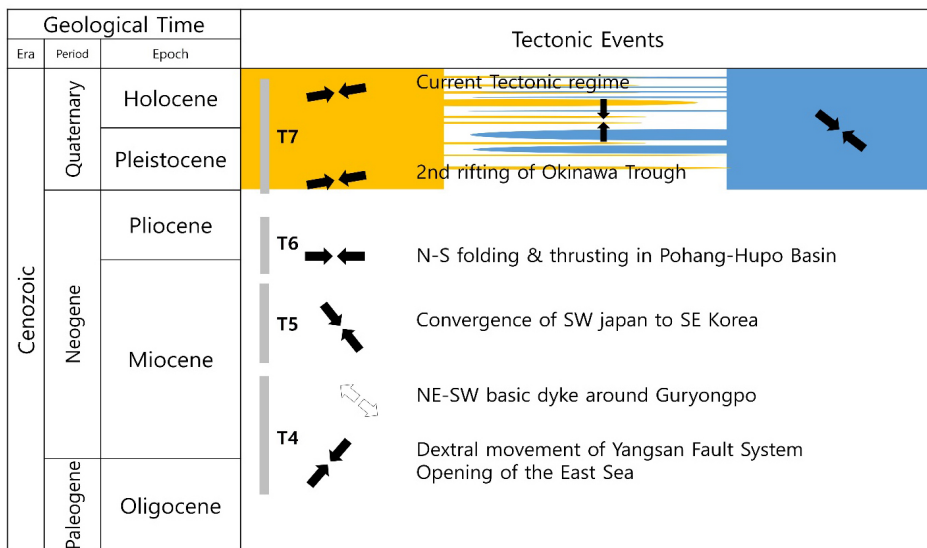 Geological Time
Tectonic Events
Era
Period
Epoch
Cenozoic
Quaternary
Holocene
Pleistocene
Neogene
Pliocene
Miocene
Paleogene
Oligocene
T7
Current Tectonic regime
2nd rifting of Okinawa Trough
T6
N-S folding & thrusting in Pohang-Hupo Basin
T5
Convergence of SW japan to SE Korea
T4
NE-SW basic dyke around Guryongpo
Dextral movement of Yangsan Fault System
Opening of the East Sea